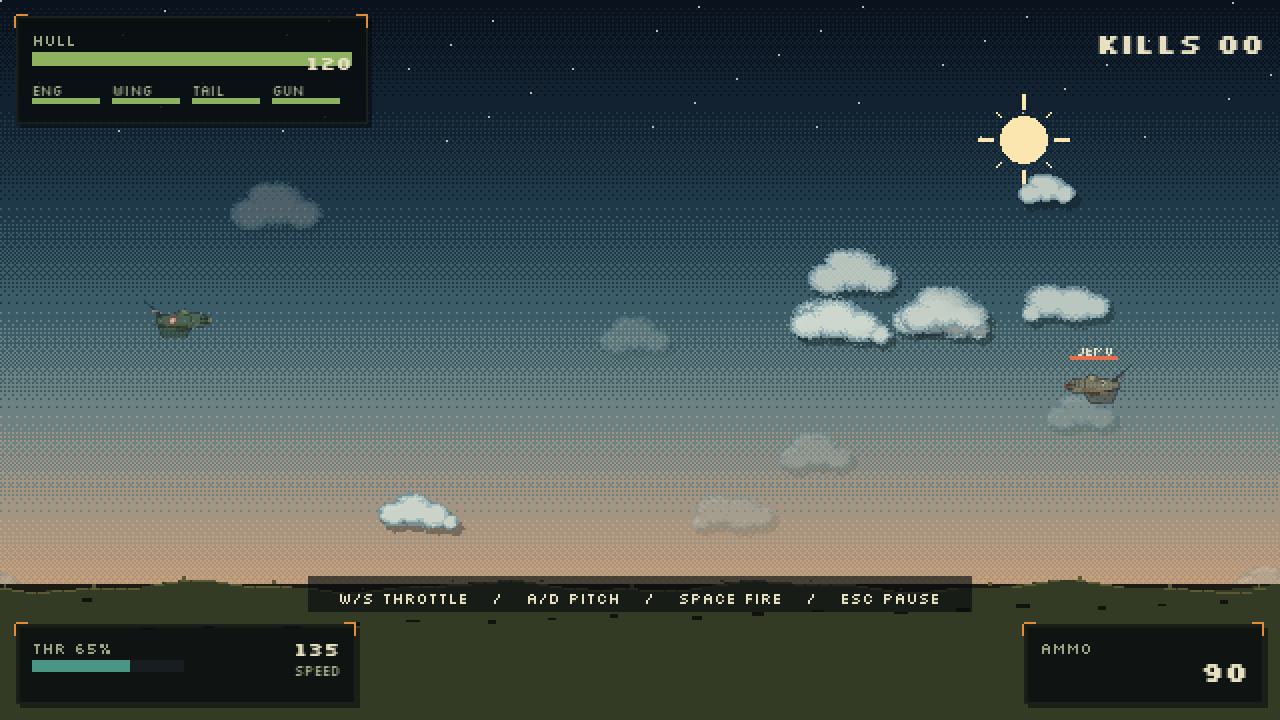 HULL
120
ENG WING TAIL GUN
KILLS 00
W/S THROTTLE / A/D PITCH / SPACE FIRE / ESC PAUSE
THR 65%
135
SPEED
AMMO
90